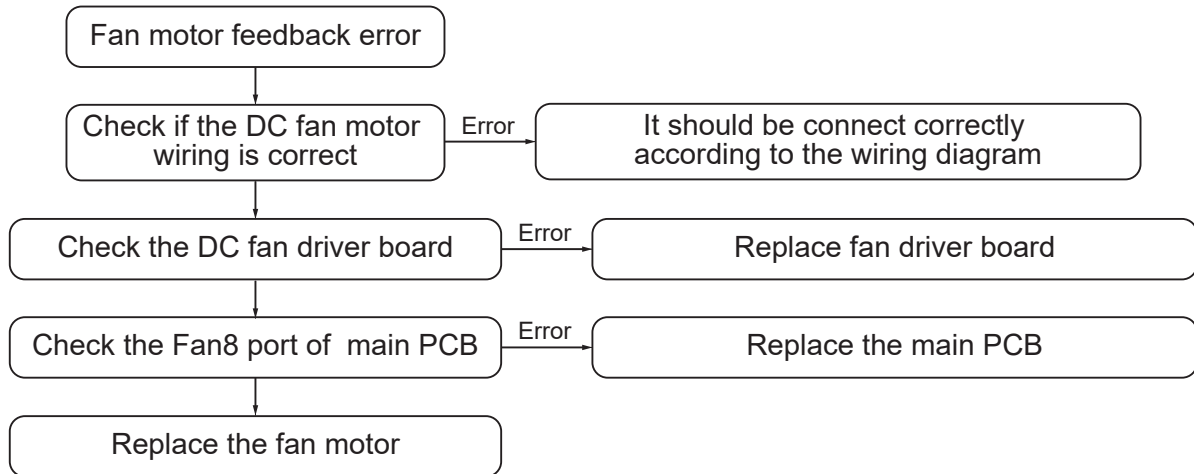 Fan motor feedback error
Check if the DC fan motor
wiring is correct
Error
It should be connect correctly
according to the wiring diagram
Check the DC fan driver board
Error
Replace fan driver board
Check the Fan8 port of main PCB
Error
Replace the main PCB
Replace the fan motor